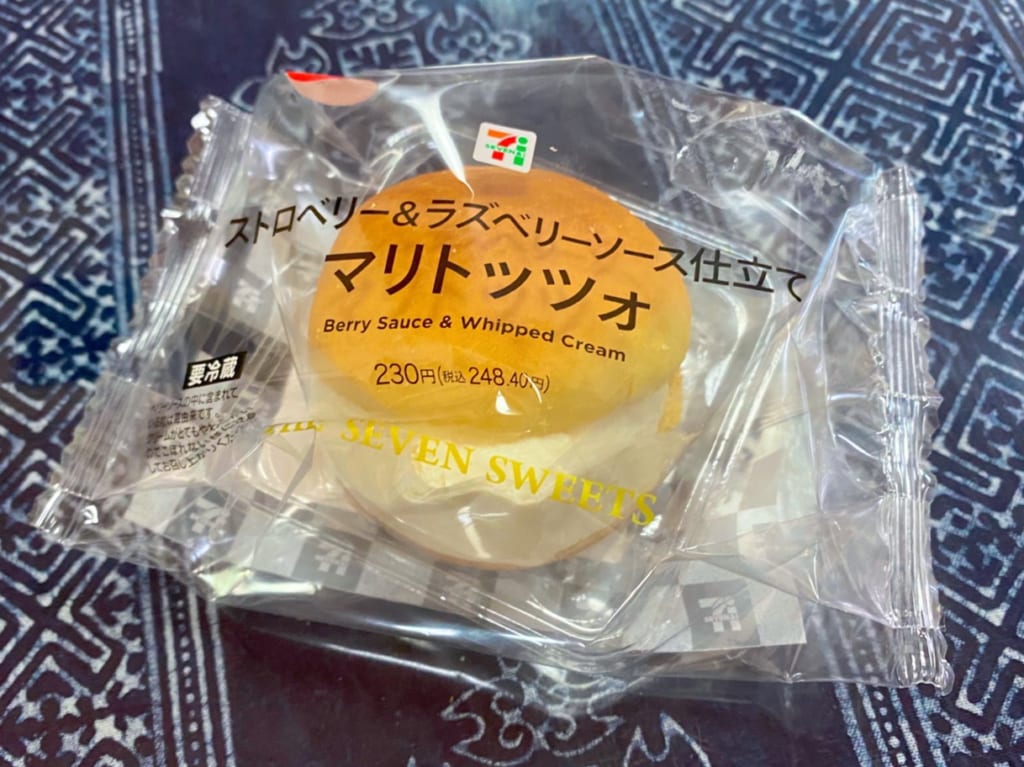 SEVEN
ストロベリー&ラズベリーソース仕立て
マリトッツォ
Berry Sauce & Whipped Cream
230円(税込248.40円)
要冷蔵
THE SEVEN SWEETS